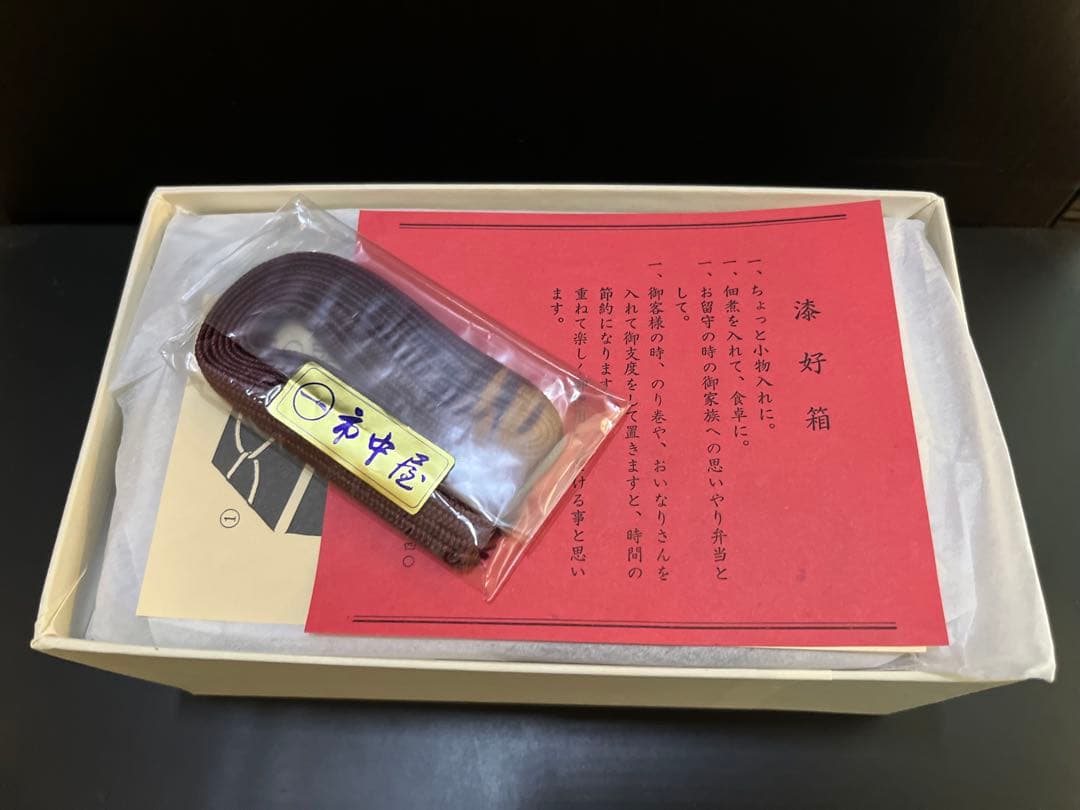 漆好箱
一、ちょっと小物入れに。
一、佃煮を入れて、食卓に。
一、お留守の時の御家族への思いやり弁当と
して。
一、御客様の時、のり巻や、おいなりさんを
入れて御支度をして置きますと、時間の
節約になります
重ねて楽しく
ける事と思い
ます。
㊀市中屋
①